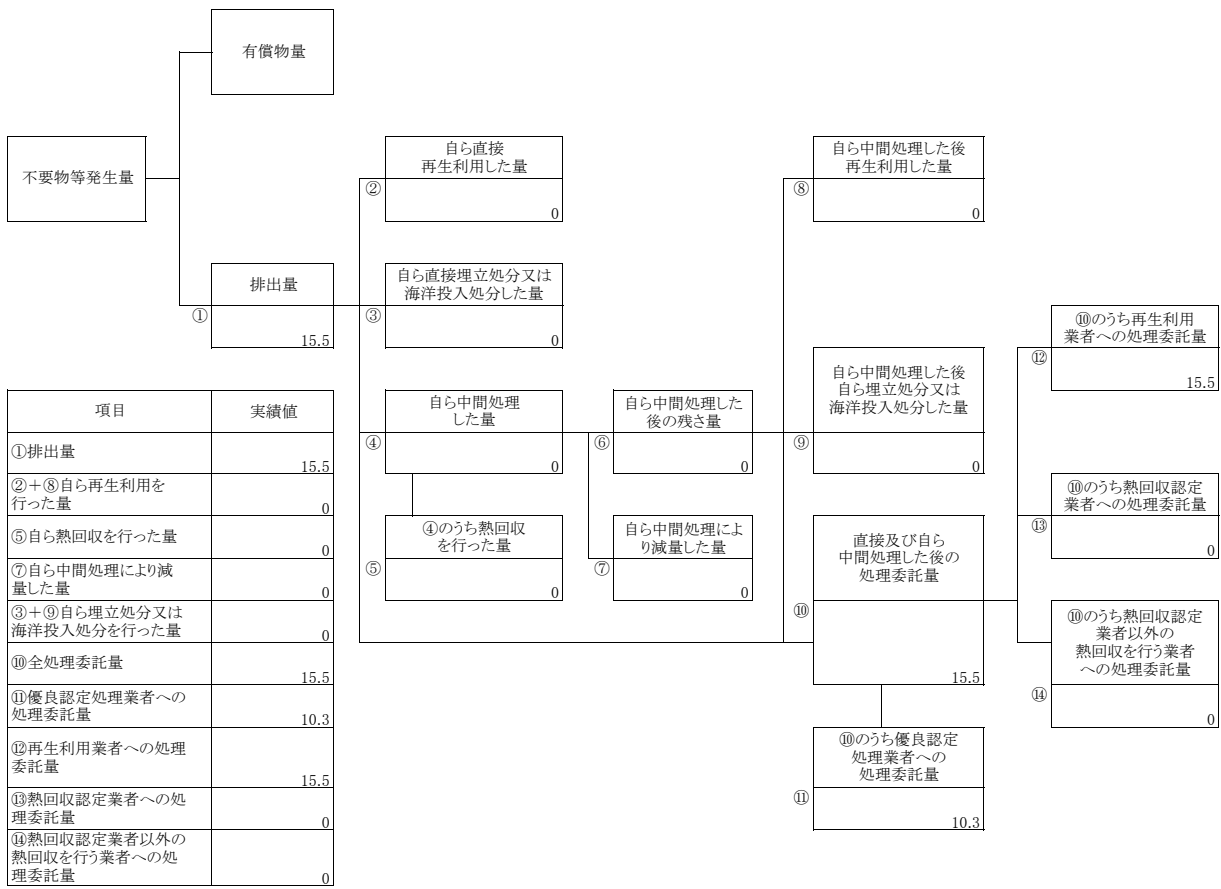 有償物量
不要物等発生量
排出量
①
15.5
自ら直接
再生利用した量
②
0
自ら直接埋立処分又は
海洋投入処分した量
③
0
自ら中間処理
した量
④
0
④のうち熱回収
を行った量
⑤
0
自ら中間処理した
後の残さ量
⑥
0
自ら中間処理によ
り減量した量
⑦
0
自ら中間処理した後
再生利用した量
⑧
0
自ら中間処理した後
自ら埋立処分又は
海洋投入処分した量
⑨
0
直接及び自ら
中間処理した後の
処理委託量
⑩
15.5
⑩のうち優良認定
処理業者への
処理委託量
⑪
10.3
⑩のうち再生利用
業者への処理委託量
⑫
15.5
⑩のうち熱回収認定
業者への処理委託量
⑬
0
⑩のうち熱回収認定
業者以外の
熱回収を行う業者
への処理委託量
⑭
0
項目 実績値
①排出量
15.5
②+⑧自ら再生利用を
行った量
0
⑤自ら熱回収を行った量
0
⑦自ら中間処理により減
量した量
0
③+⑨自ら埋立処分又は
海洋投入処分を行った量
0
⑩全処理委託量
15.5
⑪優良認定処理業者への
処理委託量
10.3
⑫再生利用業者への処理
委託量
15.5
⑬熱回収認定業者への処
理委託量
0
⑭熱回収認定業者以外の
熱回収を行う業者への処
理委託量
0